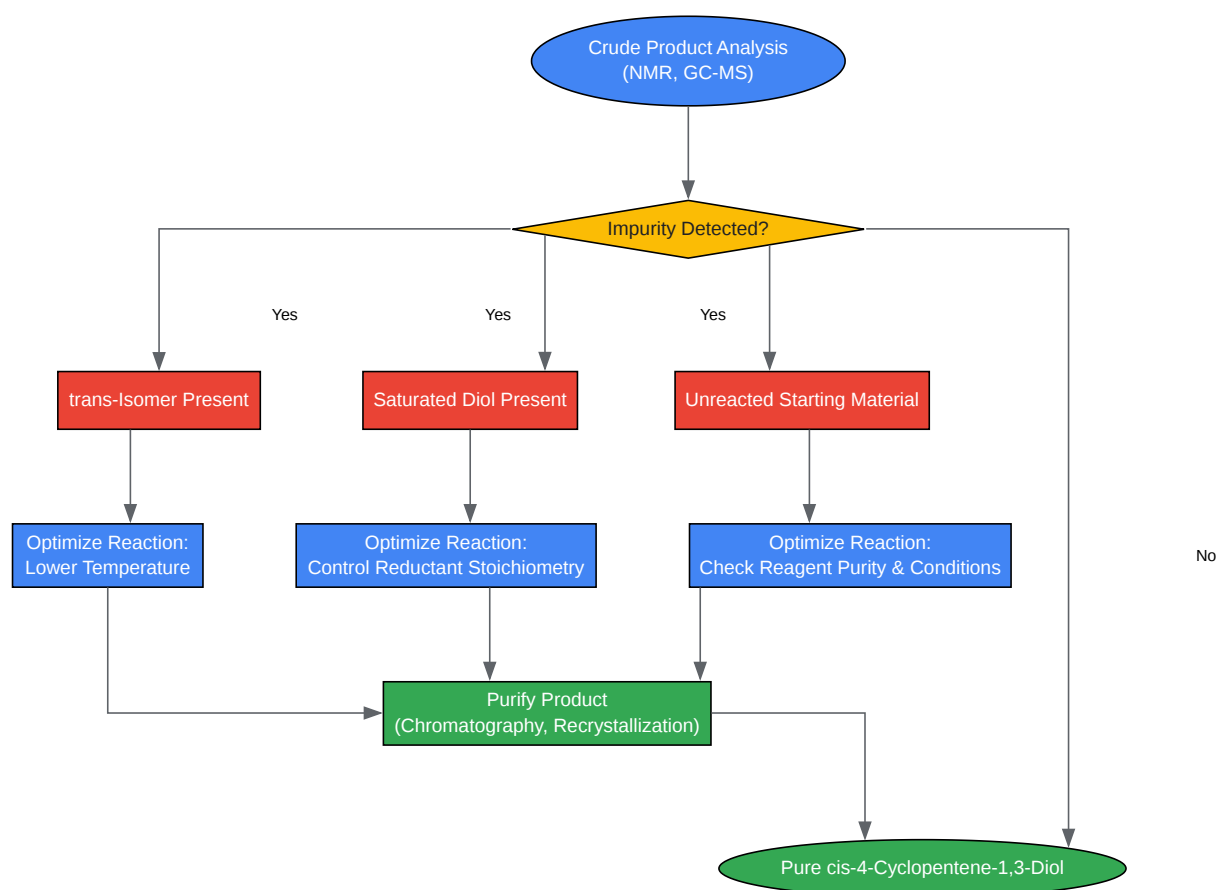 Crude Product Analysis
(NMR, GC-MS)
Impurity Detected?
Yes
Yes
Yes
trans-Isomer Present
Saturated Diol Present
Unreacted Starting Material
Optimize Reaction:
Lower Temperature
Optimize Reaction:
Control Reductant Stoichiometry
Optimize Reaction:
Check Reagent Purity & Conditions
No
Purify Product
(Chromatography, Recrystallization)
Pure cis-4-Cyclopentene-1,3-Diol